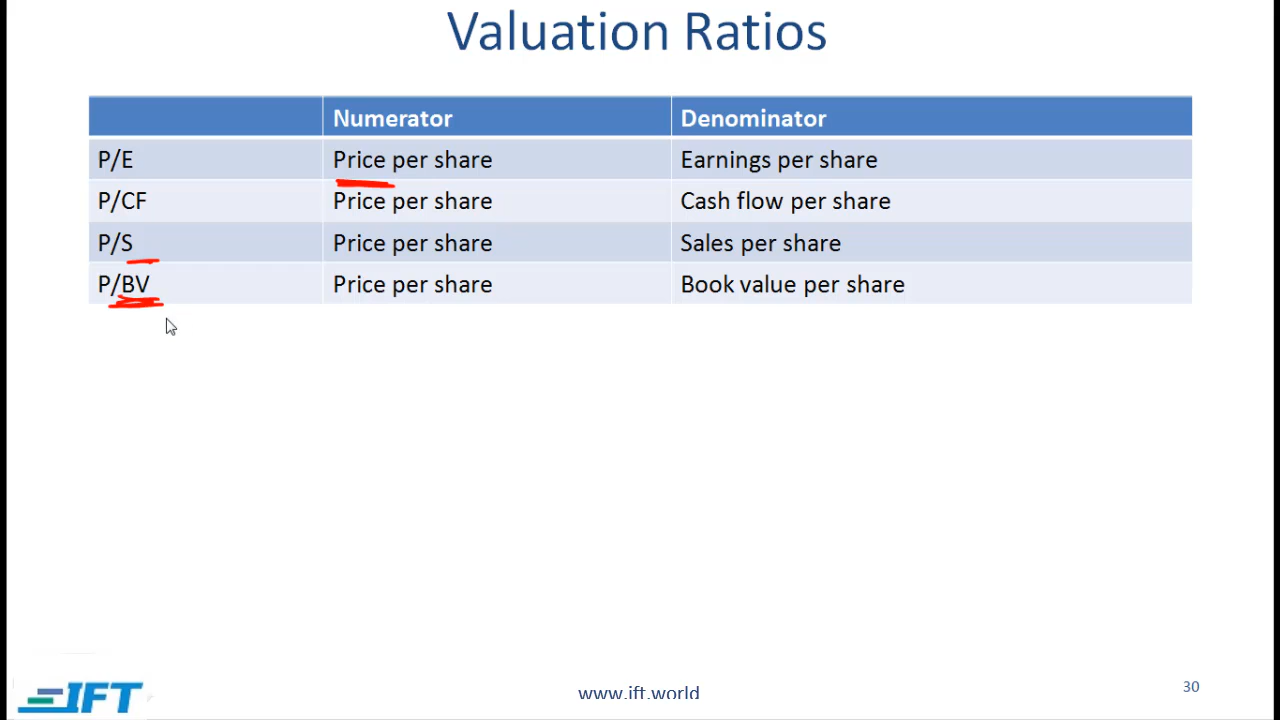 Valuation Ratios
Numerator Denominator
P/E Price per share Earnings per share
P/CF Price per share Cash flow per share
P/S Price per share Sales per share
P/BV Price per share Book value per share
IFT
www.ift.world
30